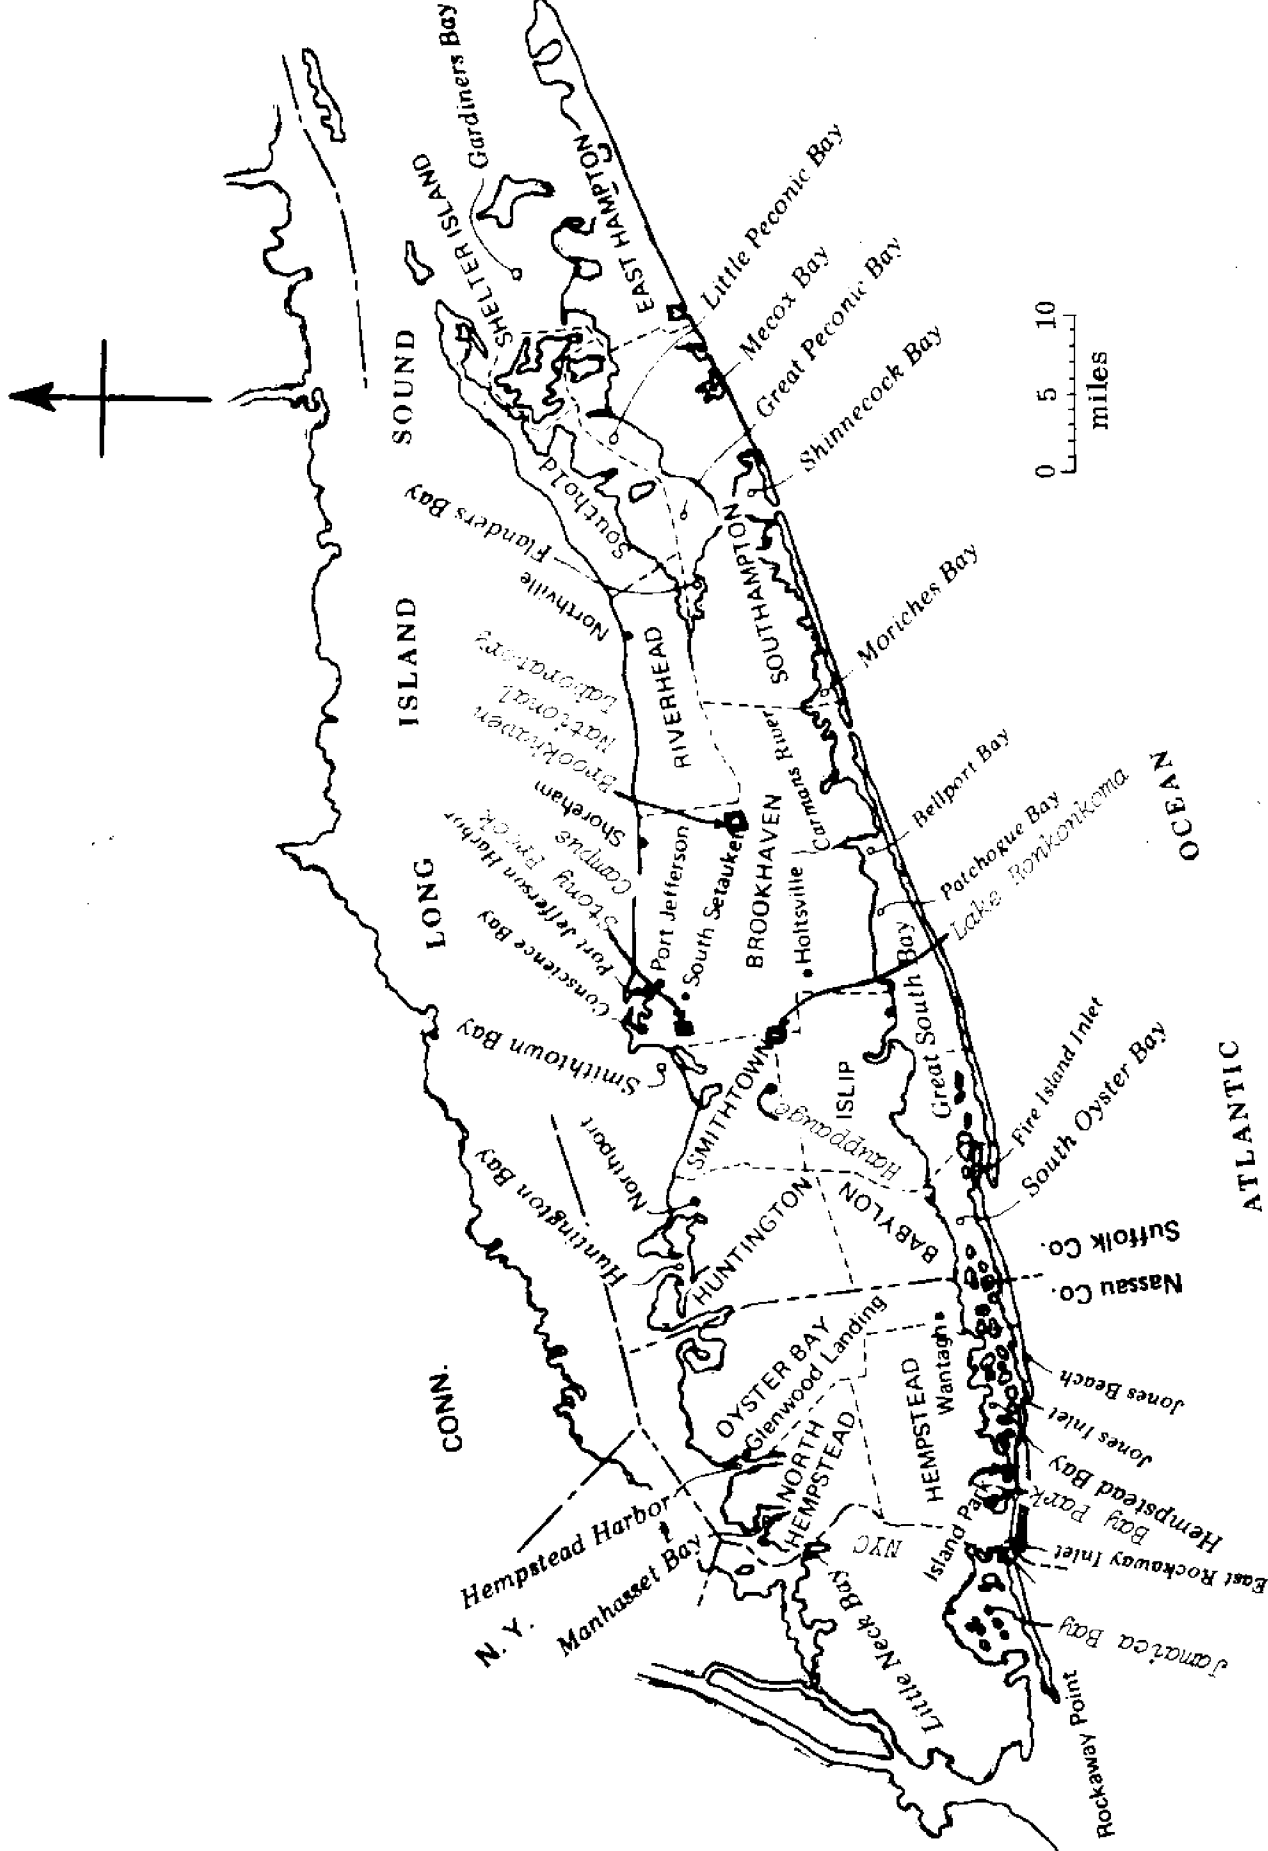 Gardiners Bay
SHELTER ISLAND
EAST HAMPTON
Little Peconic Bay
Mecox Bay
Great Peconic Bay
Shinnecock Bay
0 5 10
miles
LONG ISLAND SOUND
Southold
Flanders Bay
Northville
SOUTHAMPTON
Moriches Bay
RIVERHEAD
Brookhaven
National
Laboratory
Shoreham
Carmans River
Bellport Bay
Patchogue Bay
Lake Ronkonkoma
ATLANTIC OCEAN
Stony Brook
Campus
Port Jefferson Harbor
Conscience Bay
Port Jefferson
South Setauket
BROOKHAVEN
Holtsville
Great South Bay
Smithtown Bay
SMITHTOWN
Hauppauge
ISLIP
Fire Island Inlet
South Oyster Bay
Northport
Huntington Bay
HUNTINGTON
BABYLON
Suffolk Co.
Nassau Co.
CONN.
N.Y.
OYSTER BAY
Glenwood Landing
NORTH
HEMPSTEAD
HEMPSTEAD
Wantagh
Jones Beach
Jones Inlet
Hempstead Bay
Bay Park
Island Park
East Rockaway Inlet
NYC
Hempstead Harbor
Manhasset Bay
Little Neck Bay
Jamaica Bay
Rockaway Point